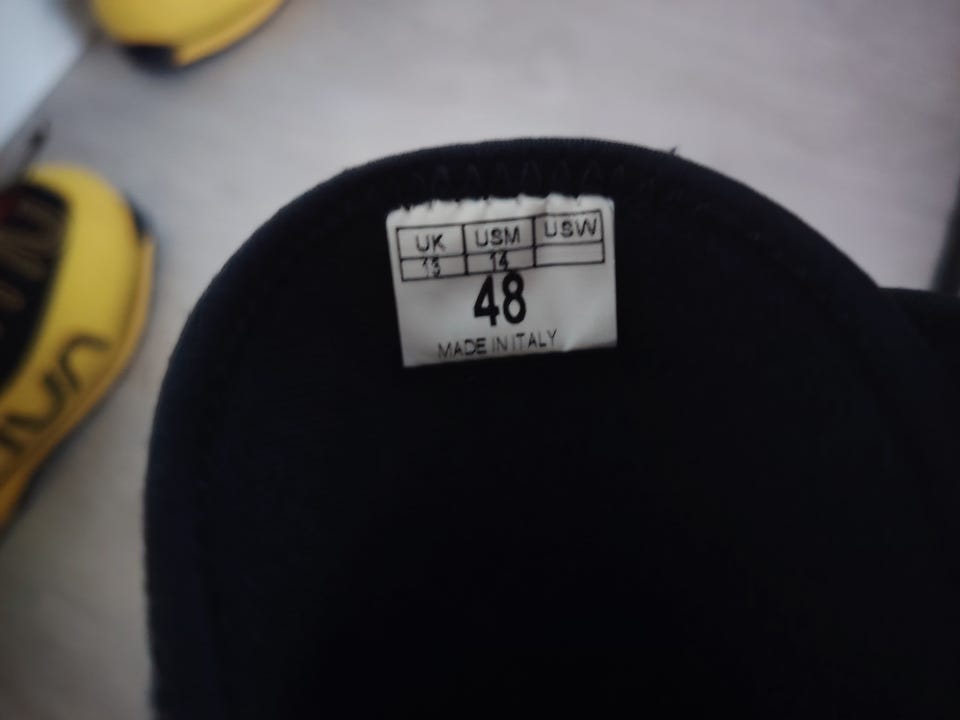 UK USM USW
13 14
48
MADE IN ITALY